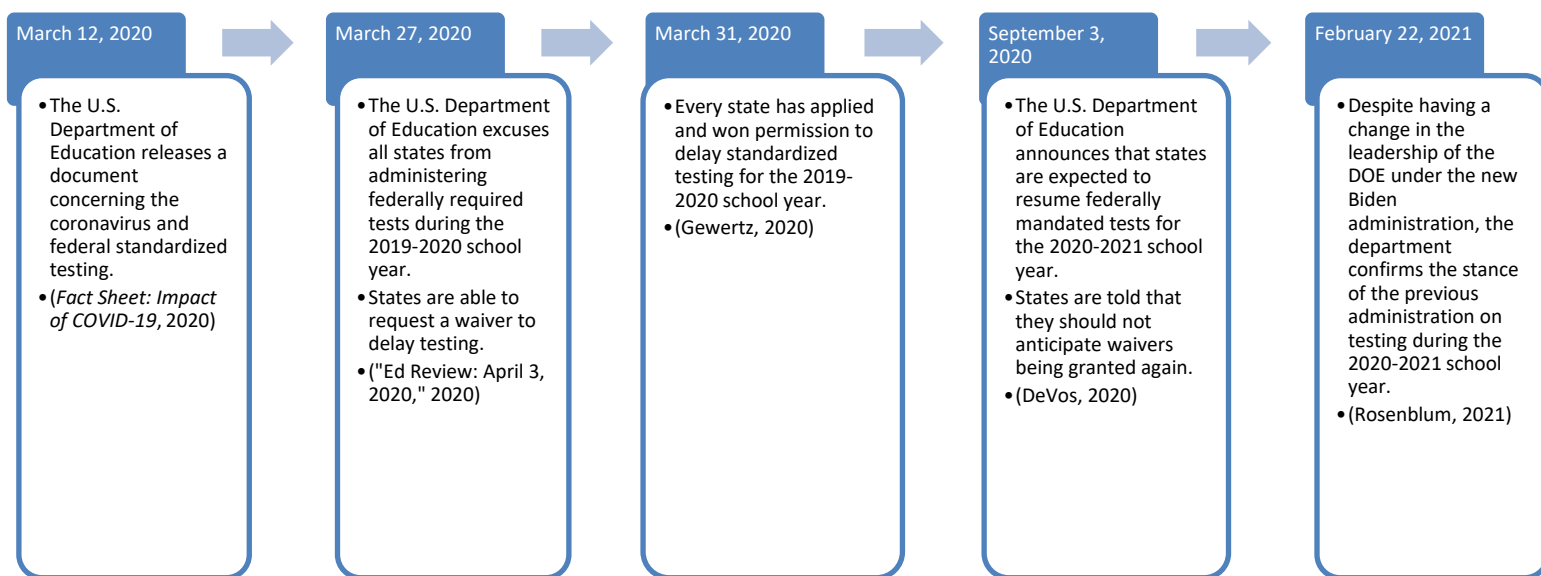 March 12, 2020
•The U.S.
Department of
Education releases a
document
concerning the
coronavirus and
federal standardized
testing.
•(Fact Sheet: Impact
of COVID-19, 2020)
March 27, 2020
•The U.S. Department
of Education excuses
all states from
administering
federally required
tests during the
2019-2020 school
year.
•States are able to
request a waiver to
delay testing.
•("Ed Review: April 3,
2020," 2020)
March 31, 2020
•Every state has applied
and won permission to
delay standardized
testing for the 2019-
2020 school year.
•(Gewertz, 2020)
September 3,
2020
•The U.S. Department
of Education
announces that states
are expected to
resume federally
mandated tests for
the 2020-2021 school
year.
•States are told that
they should not
anticipate waivers
being granted again.
•(DeVos, 2020)
February 22, 2021
•Despite having a
change in the
leadership of the
DOE under the new
Biden
administration, the
department
confirms the stance
of the previous
administration on
testing during the
2020-2021 school
year.
•(Rosenblum, 2021)